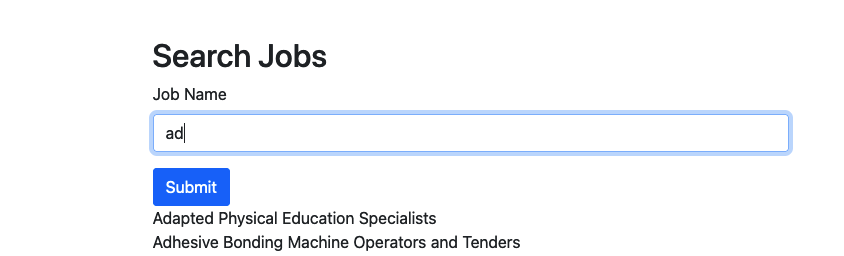 Search Jobs
Job Name
ad
Submit
Adapted Physical Education Specialists
Adhesive Bonding Machine Operators and Tenders